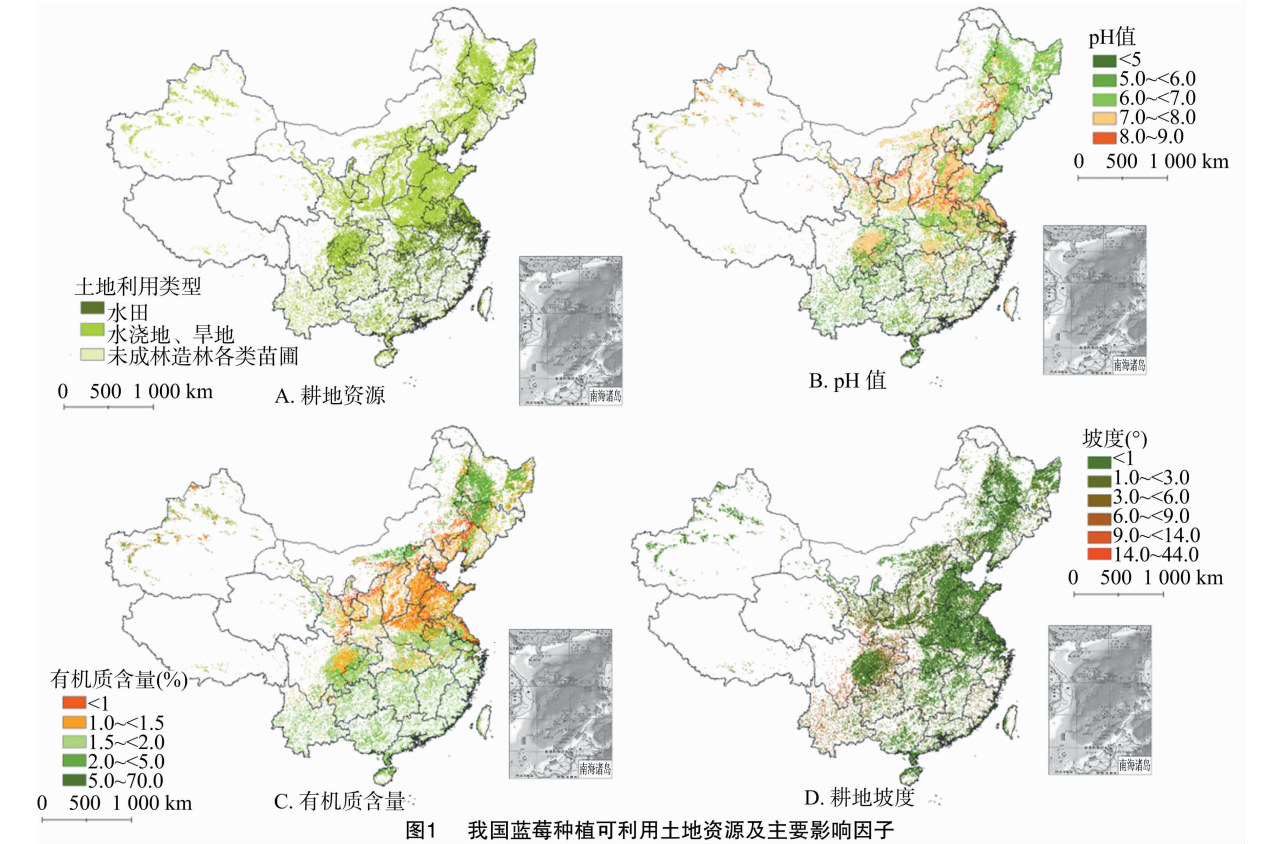 土地利用类型
水田
水浇地、旱地
未成林造林各类苗圃
0 500 1 000 km
A. 耕地资源
南海诸岛
pH值
<5
5.0~<6.0
6.0~<7.0
7.0~<8.0
8.0~9.0
0 500 1 000 km
B. pH 值
南海诸岛
有机质含量(%)
<1
1.0~<1.5
1.5~<2.0
2.0~<5.0
5.0~70.0
0 500 1 000 km
C. 有机质含量
南海诸岛
坡度(°)
<1
1.0~<3.0
3.0~<6.0
6.0~<9.0
9.0~<14.0
14.0~44.0
0 500 1 000 km
D. 耕地坡度
南海诸岛
图1 我国蓝莓种植可利用土地资源及主要影响因子